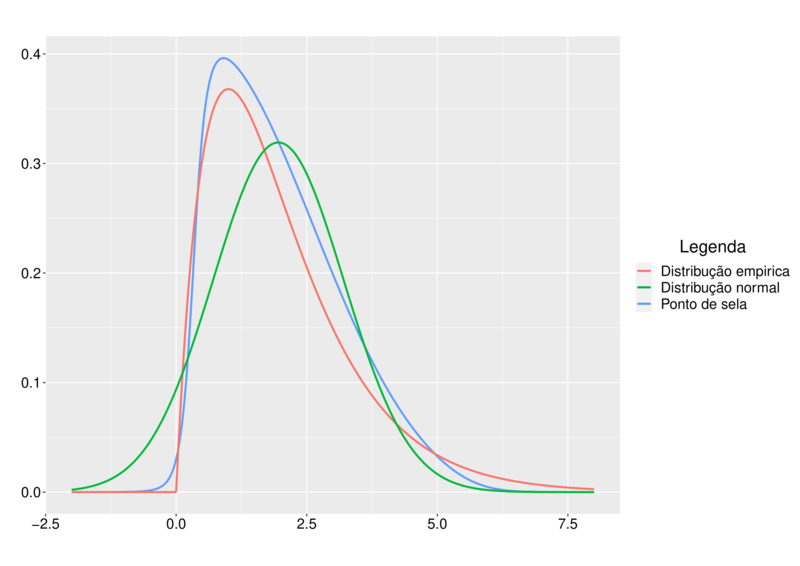 0.4
0.3
0.2
0.1
0.0
−2.5
0.0
2.5
5.0
7.5
Legenda
Distribução empirica
Distribução normal
Ponto de sela